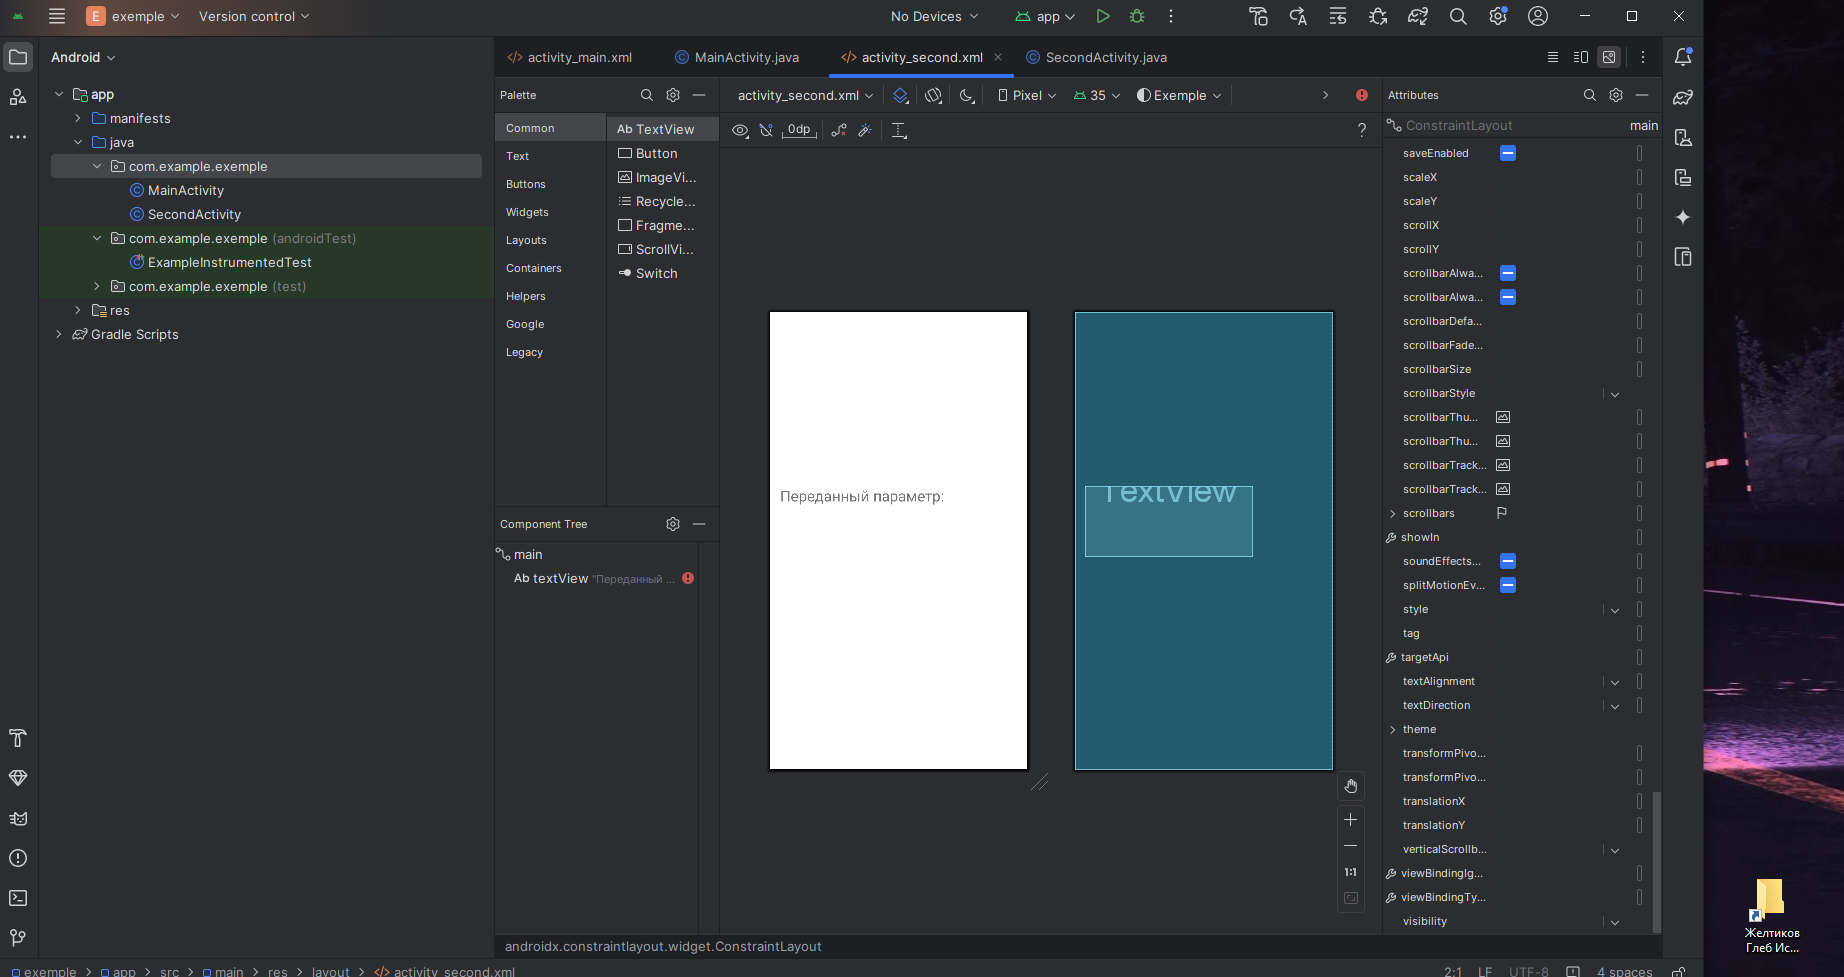 E exemple Version control No Devices app
Android
activity_main.xml MainActivity.java activity_second.xml SecondActivity.java
app
manifests
java
com.example.exemple
MainActivity
SecondActivity
com.example.exemple (androidTest)
ExampleInstrumentedTest
com.example.exemple (test)
res
Gradle Scripts
Palette
Common
Text
Buttons
Widgets
Layouts
Containers
Helpers
Google
Legacy
Ab TextView
Button
ImageVi...
Recycle...
Fragme...
ScrollVi...
Switch
Component Tree
main
Ab textView "Переданный ...
activity_second.xml Pixel 35 Exemple
0dp
?
Переданный параметр:
TextView
1:1
Attributes
ConstraintLayout main
saveEnabled
scaleX
scaleY
scrollX
scrollY
scrollbarAlwa...
scrollbarAlwa...
scrollbarDefa...
scrollbarFade...
scrollbarSize
scrollbarStyle
scrollbarThu...
scrollbarThu...
scrollbarTrack...
scrollbarTrack...
scrollbars
showIn
soundEffects...
splitMotionEv...
style
tag
targetApi
textAlignment
textDirection
theme
transformPivo...
transformPivo...
translationX
translationY
verticalScrollb...
viewBindingIg...
viewBindingTy...
visibility
androidx.constraintlayout.widget.ConstraintLayout
exemple > app > src > main > res > layout > activity_second.xml
2:1 LF UTF-8 4 spaces
Желтиков
Глеб Ис...